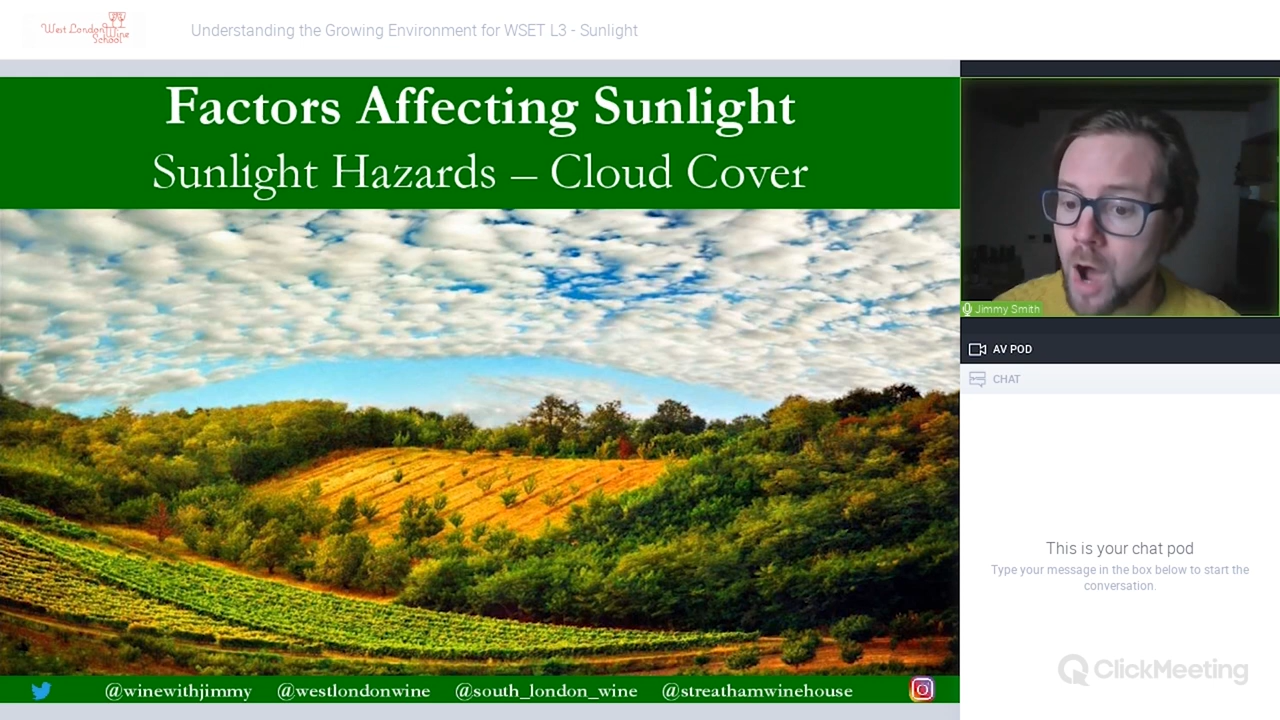 West London Wine
School
Understanding the Growing Environment for WSET L3 - Sunlight
Factors Affecting Sunlight
Sunlight Hazards – Cloud Cover
Jimmy Smith
AV POD
CHAT
This is your chat pod
Type your message in the box below to start the
conversation.
ClickMeeting
@winewithjimmy @westlondonwine @south_london_wine @streathamwinehouse